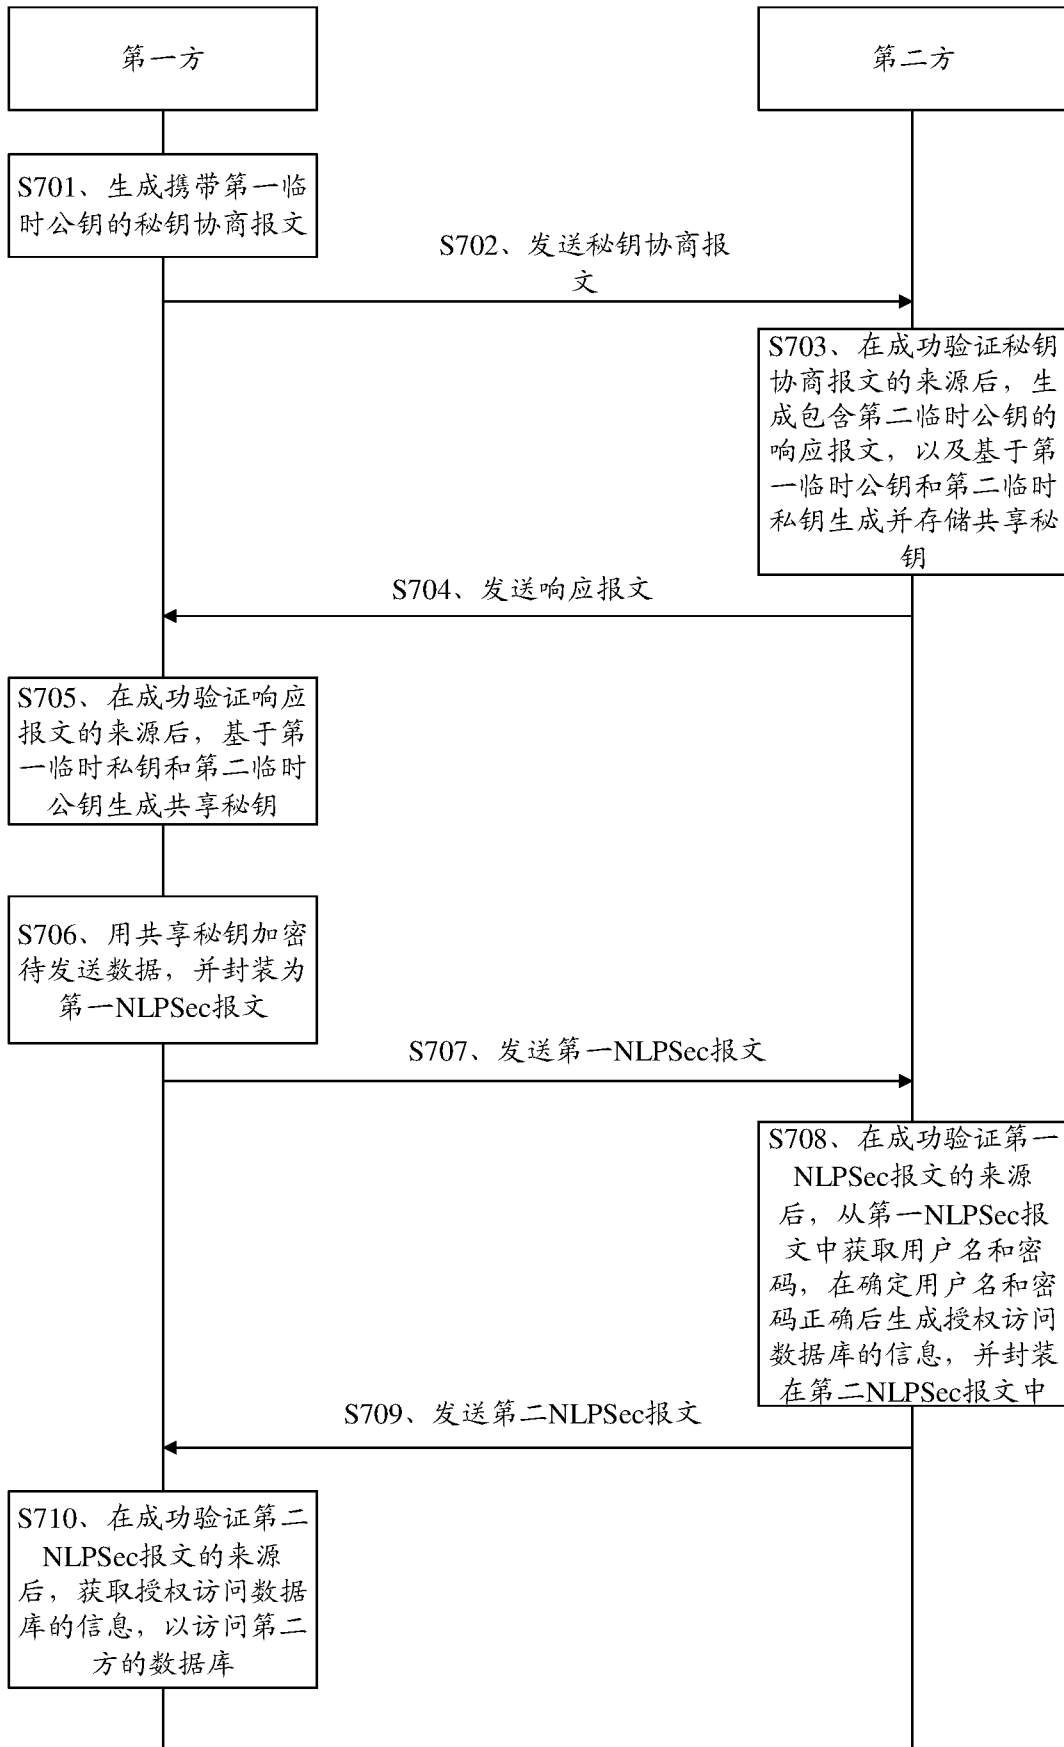 第一方
第二方
S701、生成携带第一临
时公钥的秘钥协商报文
S702、发送秘钥协商报
文
S703、在成功验证秘钥
协商报文的来源后，生
成包含第二临时公钥的
响应报文，以及基于第
一临时公钥和第二临时
私钥生成并存储共享秘
钥
S704、发送响应报文
S705、在成功验证响应
报文的来源后，基于第
一临时私钥和第二临时
公钥生成共享秘钥
S706、用共享秘钥加密
待发送数据，并封装为
第一NLPSec报文
S707、发送第一NLPSec报文
S708、在成功验证第一
NLPSec报文的来源
后，从第一NLPSec报
文中获取用户名和密
码，在确定用户名和密
码正确后生成授权访问
数据库的信息，并封装
在第二NLPSec报文中
S709、发送第二NLPSec报文
S710、在成功验证第二
NLPSec报文的来源
后，获取授权访问数据
库的信息，以访问第二
方的数据库